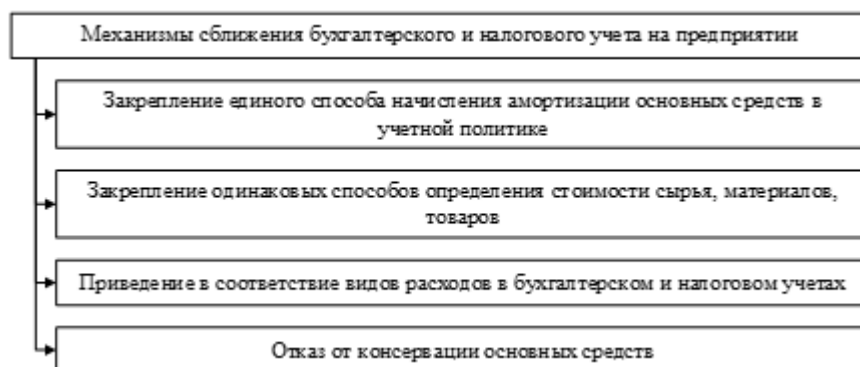 Механизмы сближения бухгалтерского и налогового учета на предприятии
Закрепление единого способа начисления амортизации основных средств в
учетной политике
Закрепление одинаковых способов определения стоимости сырья, материалов,
товаров
Приведение в соответствие видов расходов в бухгалтерском и налоговом учетах
Отказ от консервации основных средств